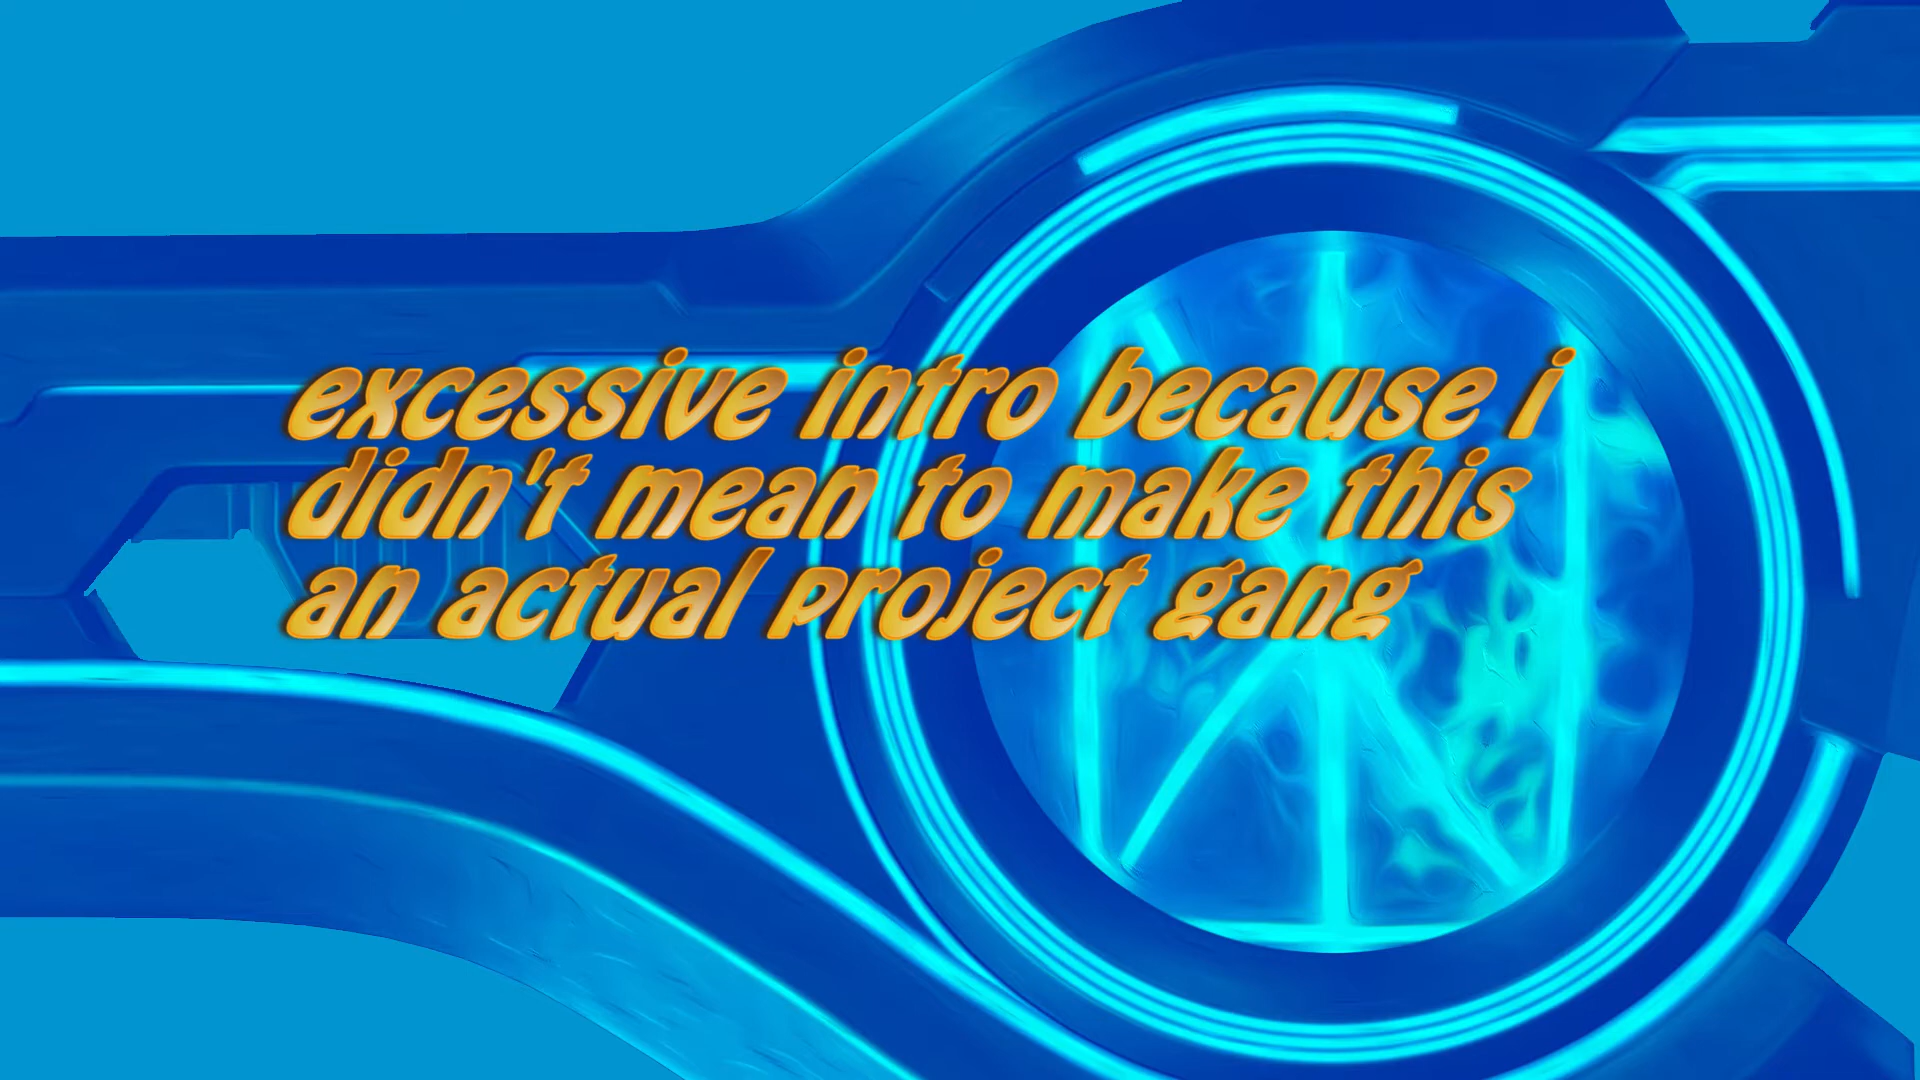 excessive intro because i
didn't mean to make this
an actual project gang